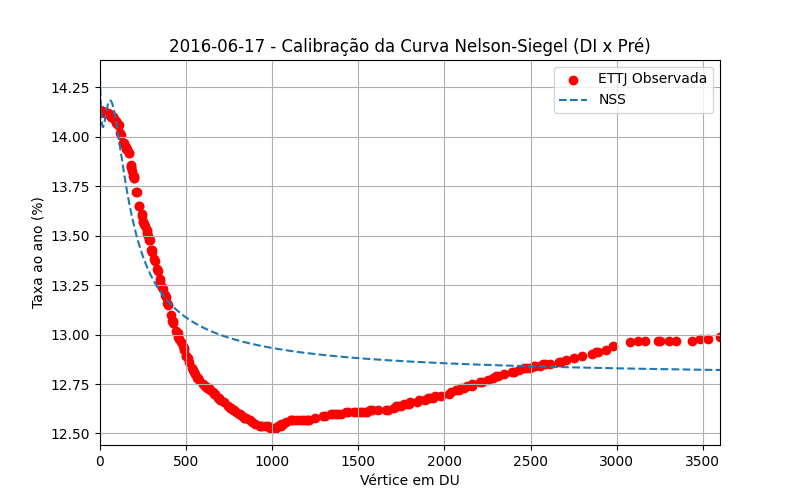 2016-06-17 - Calibração da Curva Nelson-Siegel (DI x Pré)
ETTJ Observada
NSS
Taxa ao ano (%)
14.25
14.00
13.75
13.50
13.25
13.00
12.75
12.50
0 500 1000 1500 2000 2500 3000 3500
Vértice em DU